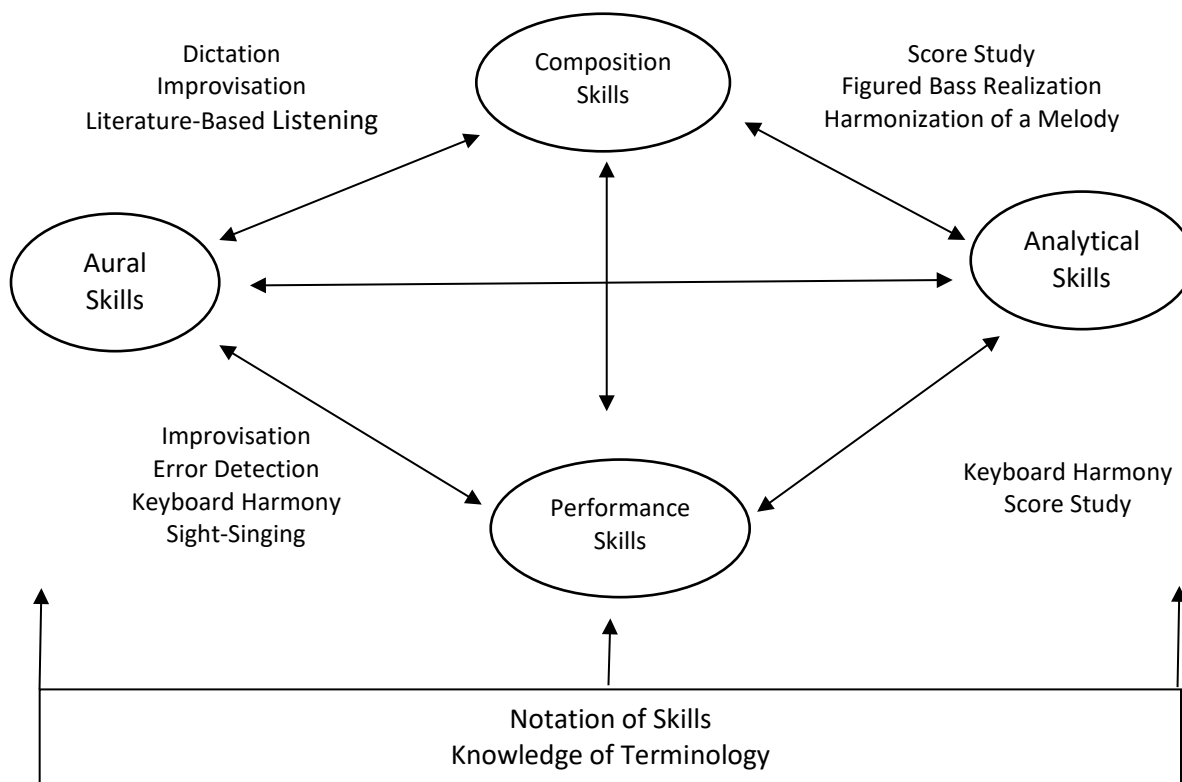 Dictation
Improvisation
Literature-Based Listening
Composition
Skills
Score Study
Figured Bass Realization
Harmonization of a Melody
Aural
Skills
Analytical
Skills
Improvisation
Error Detection
Keyboard Harmony
Sight-Singing
Performance
Skills
Keyboard Harmony
Score Study
Notation of Skills
Knowledge of Terminology